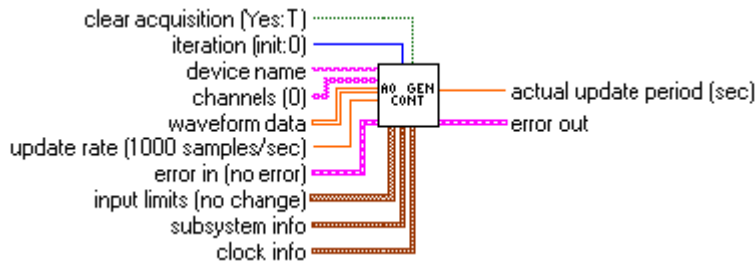 clear acquisition (Yes:T)
iteration (init:0)
device name
channels (0)
waveform data
update rate (1000 samples/sec)
error in (no error)
input limits (no change)
subsystem info
clock info
AO GEN
CONT
actual update period (sec)
error out